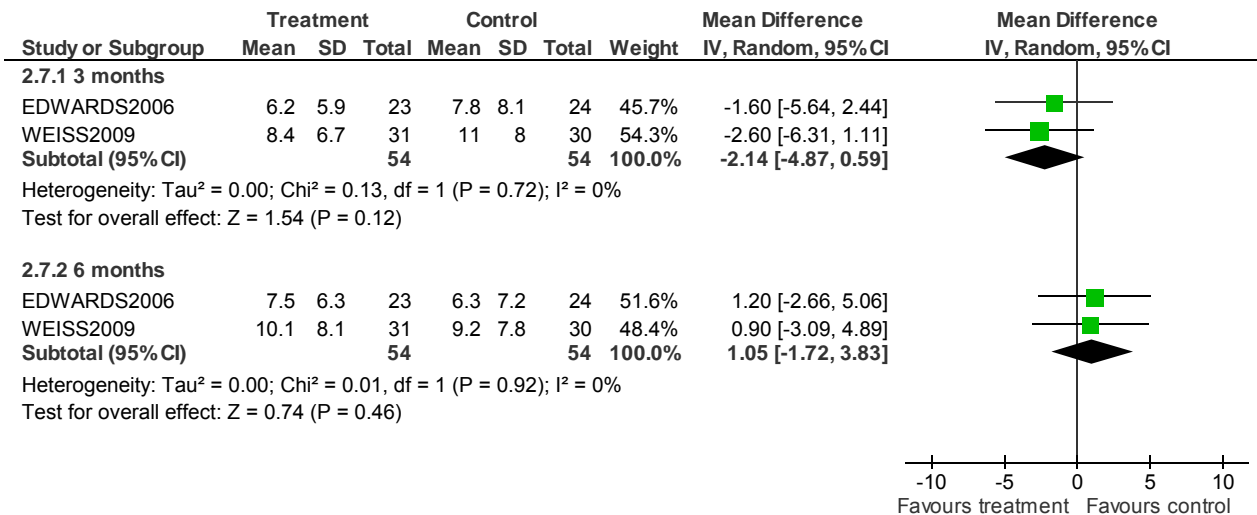 Treatment Control Mean Difference Mean Difference
Study or Subgroup Mean SD Total Mean SD Total Weight IV, Random, 95% CI IV, Random, 95% CI
2.7.1 3 months
EDWARDS2006 6.2 5.9 23 7.8 8.1 24 45.7% -1.60 [-5.64, 2.44]
WEISS2009 8.4 6.7 31 11 8 30 54.3% -2.60 [-6.31, 1.11]
Subtotal (95% CI) 54 54 100.0% -2.14 [-4.87, 0.59]
Heterogeneity: Tau² = 0.00; Chi² = 0.13, df = 1 (P = 0.72); I² = 0%
Test for overall effect: Z = 1.54 (P = 0.12)
2.7.2 6 months
EDWARDS2006 7.5 6.3 23 6.3 7.2 24 51.6% 1.20 [-2.66, 5.06]
WEISS2009 10.1 8.1 31 9.2 7.8 30 48.4% 0.90 [-3.09, 4.89]
Subtotal (95% CI) 54 54 100.0% 1.05 [-1.72, 3.83]
Heterogeneity: Tau² = 0.00; Chi² = 0.01, df = 1 (P = 0.92); I² = 0%
Test for overall effect: Z = 0.74 (P = 0.46)
-10 -5 0 5 10
Favours treatment Favours control